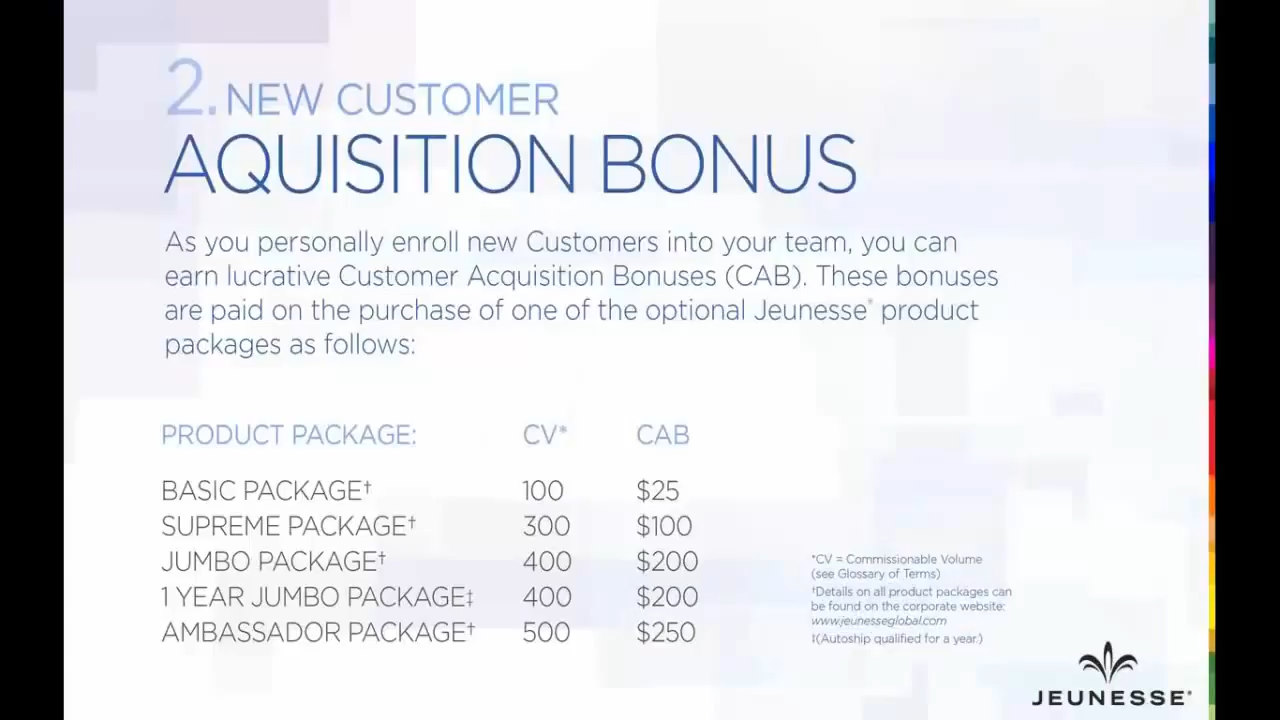 2. NEW CUSTOMER
AQUISITION BONUS
As you personally enroll new Customers into your team, you can
earn lucrative Customer Acquisition Bonuses (CAB). These bonuses
are paid on the purchase of one of the optional Jeunesse® product
packages as follows:
PRODUCT PACKAGE: CV* CAB
BASIC PACKAGE† 100 $25
SUPREME PACKAGE† 300 $100
JUMBO PACKAGE† 400 $200
1 YEAR JUMBO PACKAGE‡ 400 $200
AMBASSADOR PACKAGE† 500 $250
*CV = Commissionable Volume
(see Glossary of Terms)
†Details on all product packages can
be found on the corporate website:
www.jeunesseglobal.com
‡(Autoship qualified for a year.)
JEUNESSE®